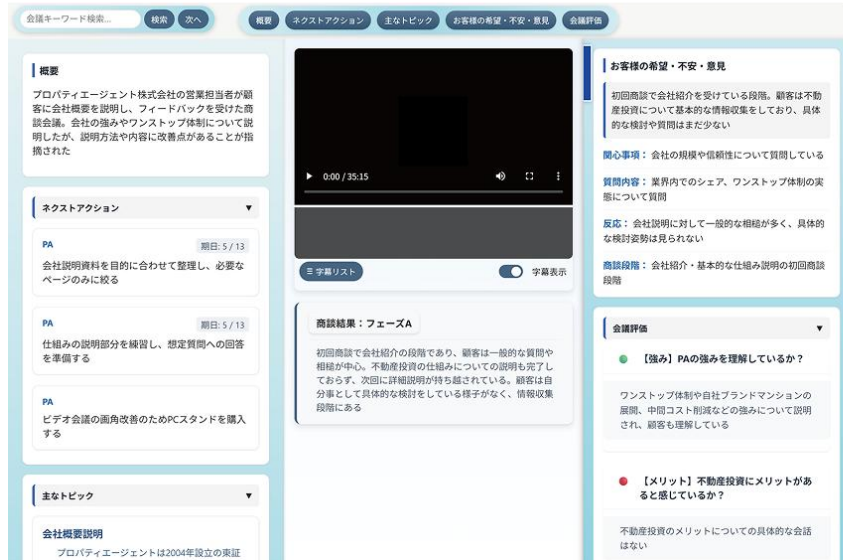 会議キーワード検索...
検索
次へ
概要
ネクストアクション
主なトピック
お客様の希望・不安・意見
会議評価
概要
プロパティエージェント株式会社の営業担当者が顧
客に会社概要を説明し、フィードバックを受けた商
談会議。会社の強みやワンストップ体制について説
明したが、説明方法や内容に改善点があることが指
摘された
ネクストアクション ▼
PA
期日: 5 / 13
会社説明資料を目的に合わせて整理し、必要な
ページのみに絞る
PA
期日: 5 / 13
仕組みの説明部分を練習し、想定質問への回答
を準備する
PA
ビデオ会議の画角改善のためPCスタンドを購入
する
主なトピック ▼
会社概要説明
プロパティエージェントは2004年設立の東証
0:00 / 35:15
☰ 字幕リスト
字幕表示
商談結果：フェーズA
初回商談で会社紹介の段階であり、顧客は一般的な質問や
相槌が中心。不動産投資の仕組みについての説明も完了し
ておらず、次回に詳細説明が持ち越されている。顧客は自
分事として具体的な検討をしている様子がなく、情報収集
段階にある
お客様の希望・不安・意見
初回商談で会社紹介を受けている段階。顧客は不動
産投資について基本的な情報収集をしており、具体
的な検討や質問はまだ少ない
関心事項： 会社の規模や信頼性について質問している
質問内容： 業界内でのシェア、ワンストップ体制の実
態について質問
反応： 会社説明に対して一般的な相槌が多く、具体的
な検討姿勢は見られない
商談段階： 会社紹介・基本的な仕組み説明の初回商談
段階
会議評価 ▼
【強み】PAの強みを理解しているか？
ワンストップ体制や自社ブランドマンションの
展開、中間コスト削減などの強みについて説明
され、顧客も理解している
【メリット】不動産投資にメリットがあ
ると感じているか？
不動産投資のメリットについての具体的な会話
はない